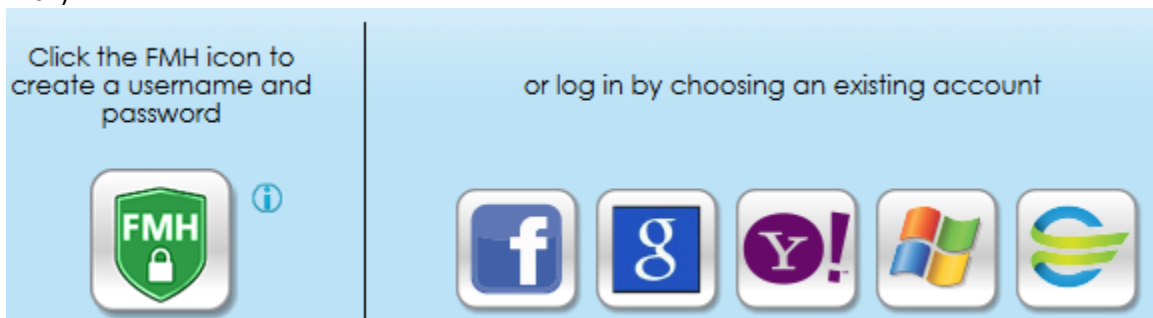 Click the FMH icon to
create a username and
password
or log in by choosing an existing account
FMH
i
f
g
Y!